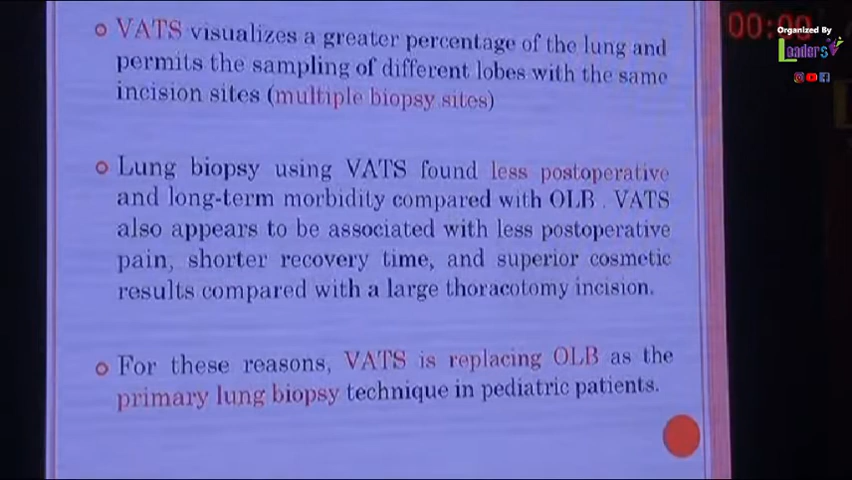 VATS visualizes a greater percentage of the lung and
permits the sampling of different lobes with the same
incision sites (multiple biopsy sites)
Lung biopsy using VATS found less postoperative
and long-term morbidity compared with OLB. VATS
also appears to be associated with less postoperative
pain, shorter recovery time, and superior cosmetic
results compared with a large thoracotomy incision.
For these reasons, VATS is replacing OLB as the
primary lung biopsy technique in pediatric patients.
00:00
Organized By
Leaders